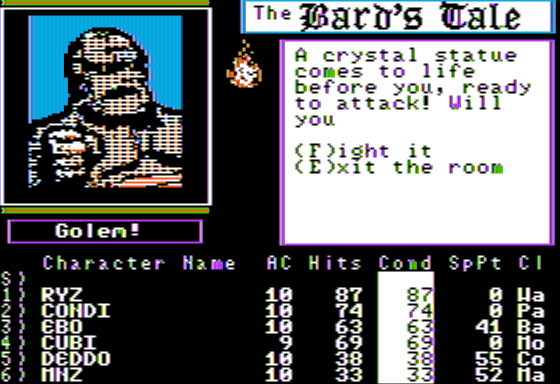 The Bard's Tale
A crystal statue
comes to life
before you, ready
to attack! Will
you
(F)ight it
(E)xit the room
Golem!
Character Name AC Hits Cond SpPt Cl
S)
1) RYZ 10 87 87 0 Wa
2) CONDI 10 74 74 0 Pa
3) EBO 10 63 63 41 Ba
4) CUBI 9 69 69 0 Mo
5) DEDDO 10 38 38 55 Co
6) MNZ 10 33 33 52 Ma